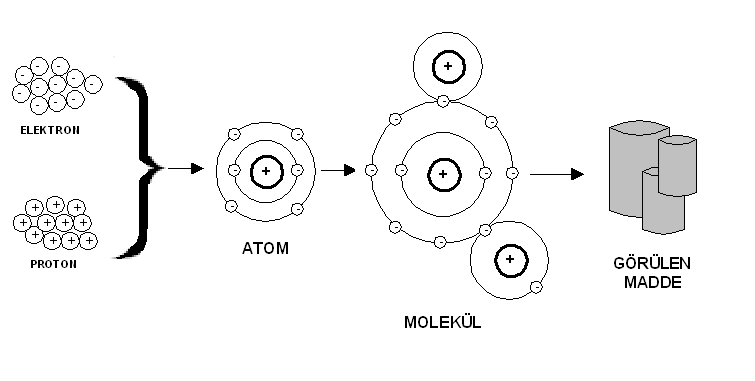 ELEKTRON
PROTON
ATOM
MOLEKÜL
GÖRÜLEN
MADDE